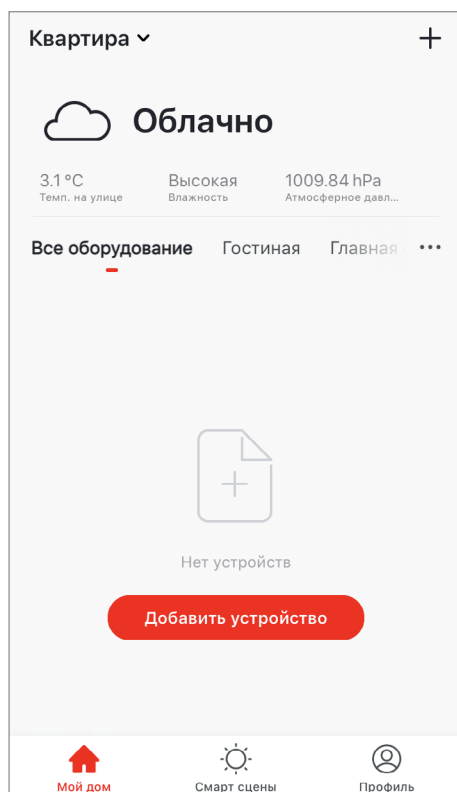 Квартира
Облачно
3.1 °C Высокая 1009.84 hPa
Темп. на улице Влажность Атмосферное давл...
Все оборудование Гостиная Главная
Нет устройств
Добавить устройство
Мой дом Смарт сцены Профиль